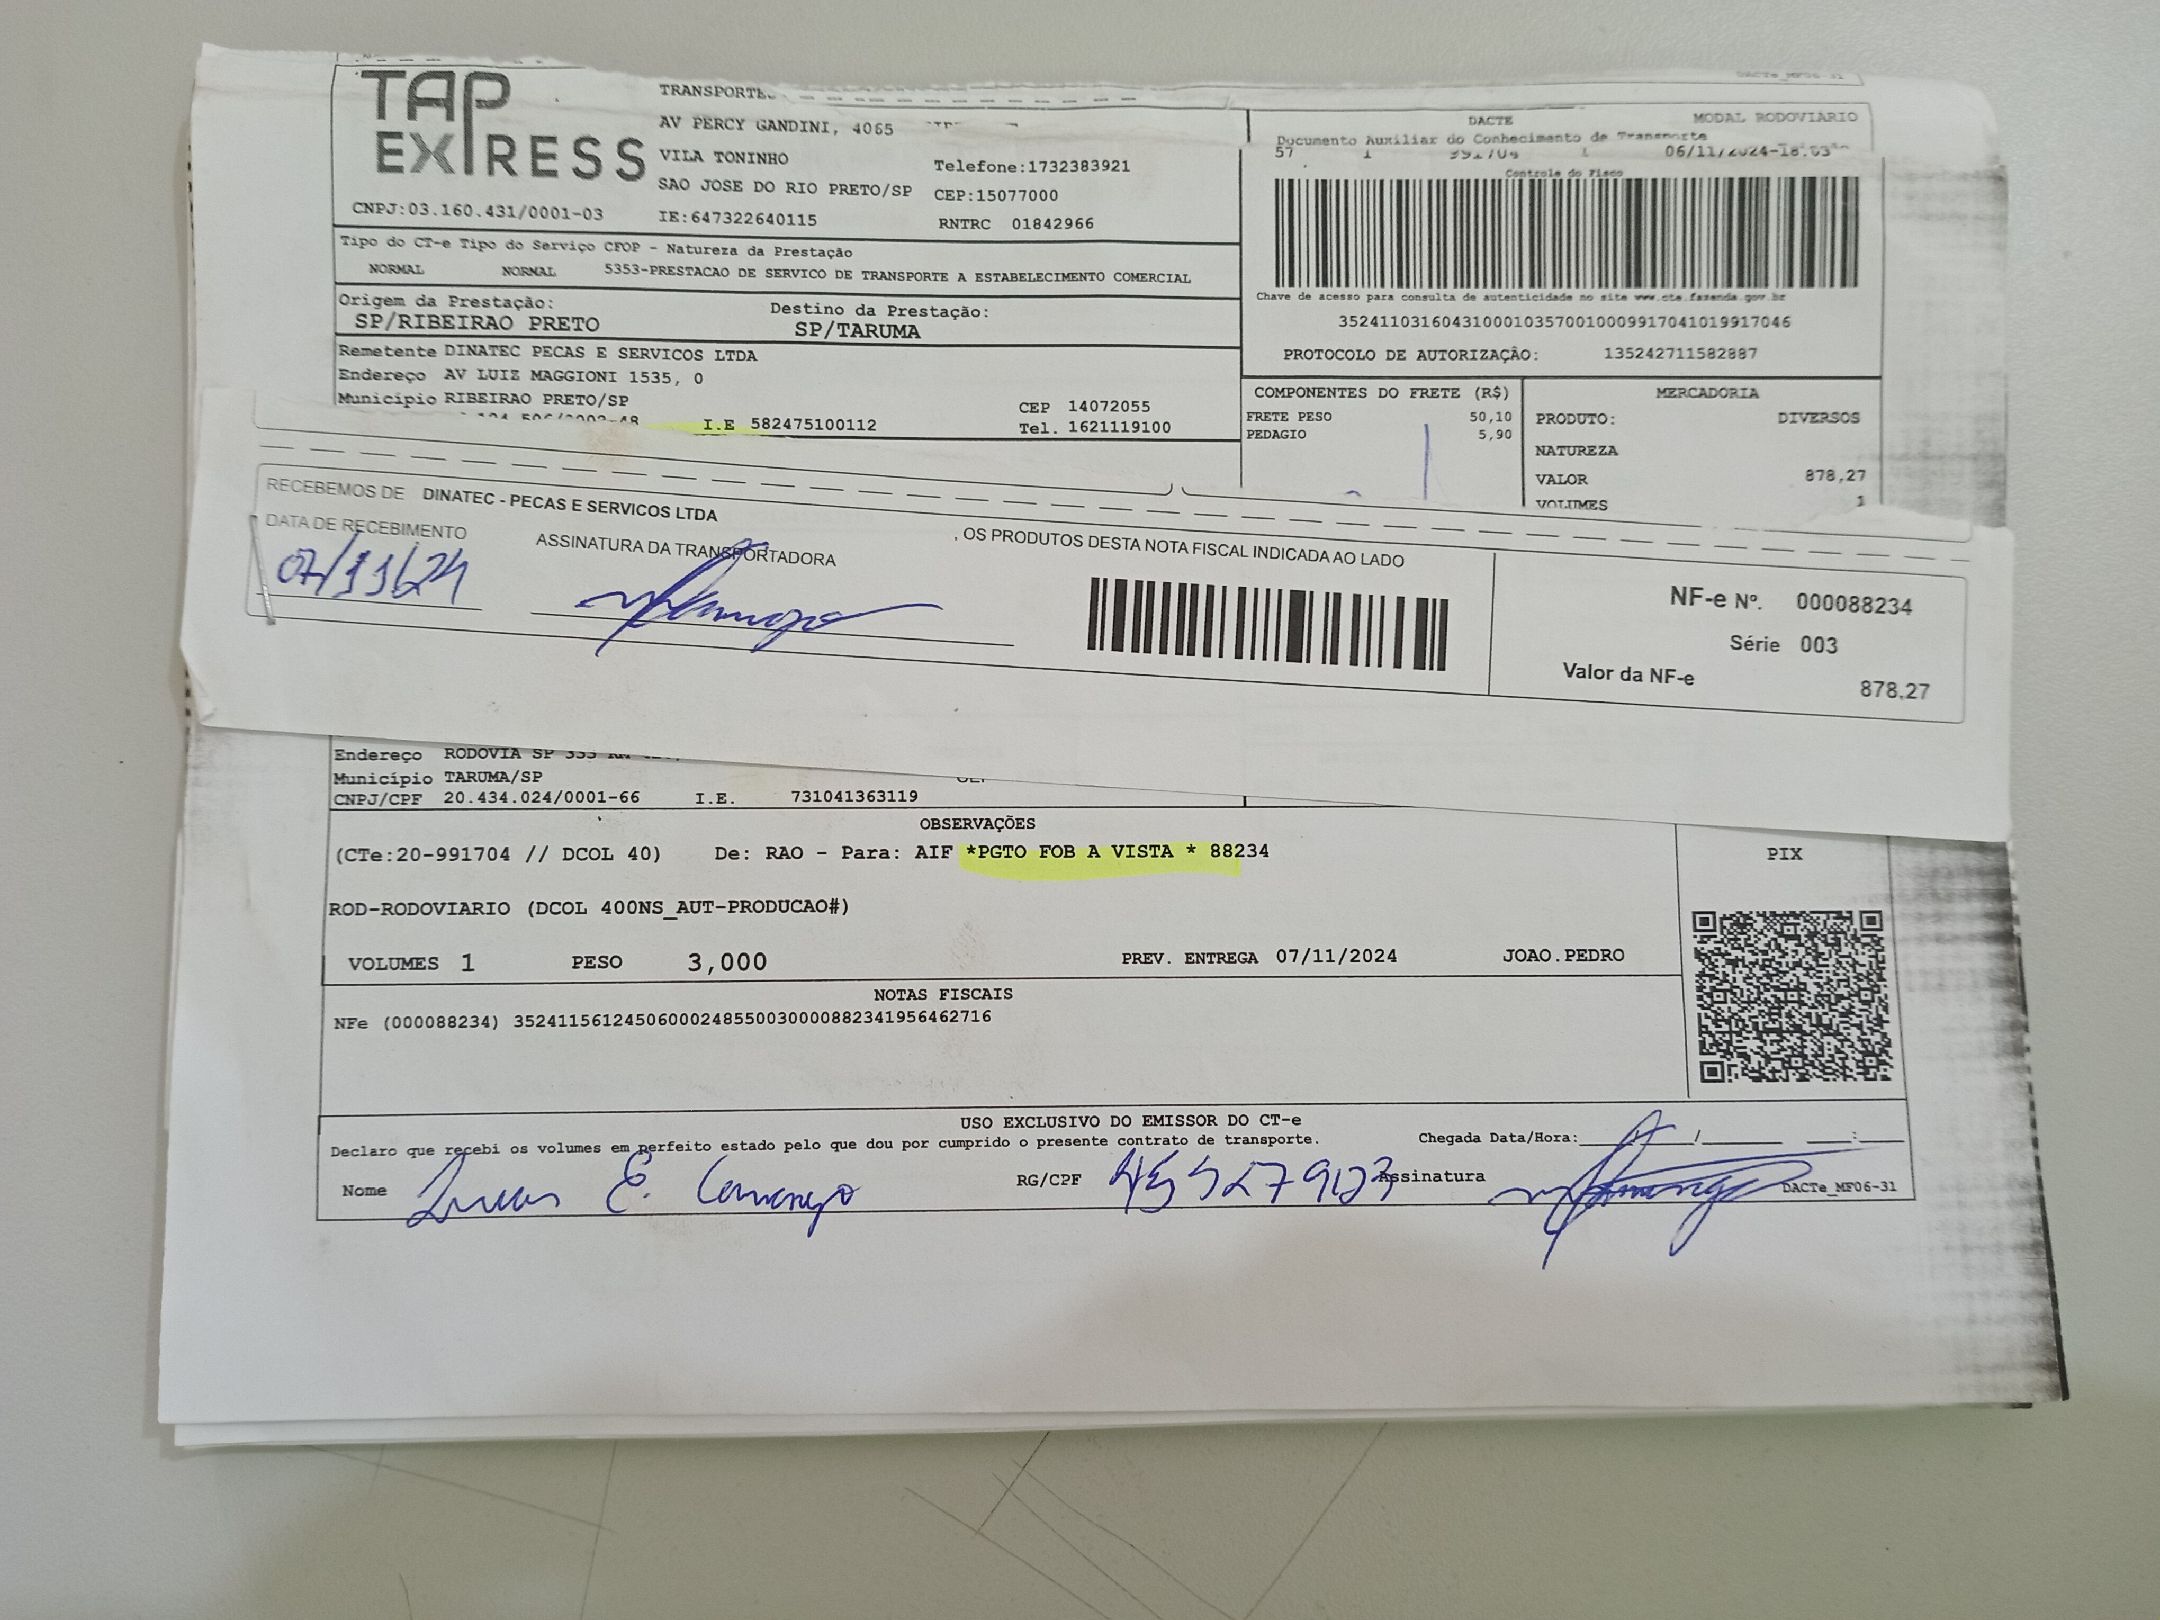 DACTe_MF06-31
TAP EXPRESS
AV PERCY GANDINI, 4065
VILA TONINHO
Telefone:1732383921
SAO JOSE DO RIO PRETO/SP CEP:15077000
CNPJ:03.160.431/0001-03 IE:647322640115 RNTRC 01842966
DACTE MODAL RODOVIÁRIO
Documento Auxiliar do Conhecimento de Transporte
57 1 991704 1 06/11/2024-18:03
Controle do Fisco
Tipo do CT-e Tipo do Serviço CFOP - Natureza da Prestação
NORMAL NORMAL 5353-PRESTACAO DE SERVICO DE TRANSPORTE A ESTABELECIMENTO COMERCIAL
Chave de acesso para consulta de autenticidade no site www.cte.fazenda.gov.br
35241103160431000103570010009917041019917046
PROTOCOLO DE AUTORIZAÇÃO: 135242711582887
Origem da Prestação: Destino da Prestação:
SP/RIBEIRAO PRETO SP/TARUMA
Remetente DINATEC PECAS E SERVICOS LTDA
Endereço AV LUIZ MAGGIONI 1535, 0
Município RIBEIRAO PRETO/SP CEP 14072055
I.E 582475100112 Tel. 1621119100
COMPONENTES DO FRETE (R$)
FRETE PESO 50,10
PEDAGIO 5,90
MERCADORIA
PRODUTO: DIVERSOS
NATUREZA
VALOR 878,27
VOLUMES 1
RECEBEMOS DE DINATEC - PECAS E SERVICOS LTDA , OS PRODUTOS DESTA NOTA FISCAL INDICADA AO LADO
DATA DE RECEBIMENTO ASSINATURA DA TRANSPORTADORA
07/11/24
NF-e Nº. 000088234
Série 003
Valor da NF-e 878,27
Endereço RODOVIA SP 333
Município TARUMA/SP
CNPJ/CPF 20.434.024/0001-66 I.E. 731041363119
OBSERVAÇÕES
(CTe:20-991704 // DCOL 40) De: RAO - Para: AIF *PGTO FOB A VISTA * 88234
PIX
ROD-RODOVIARIO (DCOL 400NS_AUT-PRODUCAO#)
VOLUMES 1 PESO 3,000 PREV. ENTREGA 07/11/2024 JOAO.PEDRO
NOTAS FISCAIS
NFe (000088234) 35241156124506000248550030000882341956462716
USO EXCLUSIVO DO EMISSOR DO CT-e
Declaro que recebi os volumes em perfeito estado pelo que dou por cumprido o presente contrato de transporte. Chegada Data/Hora:
Nome Lucas E. Camargo RG/CPF Assinatura
DACTe_MF06-31